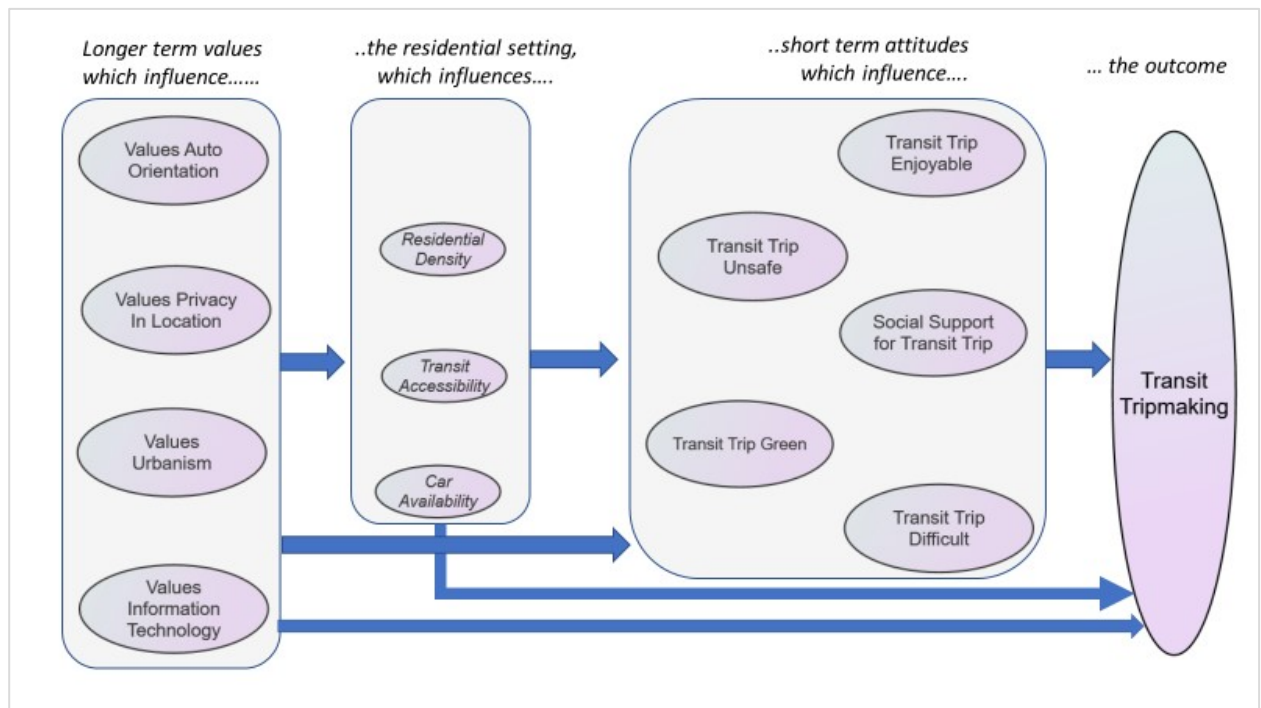 Longer term values
which influence……
..the residential setting,
which influences….
..short term attitudes
which influence….
… the outcome
Values Auto
Orientation
Values Privacy
In Location
Values
Urbanism
Values
Information
Technology
Residential
Density
Transit
Accessibility
Car
Availability
Transit Trip
Enjoyable
Transit Trip
Unsafe
Social Support
for Transit Trip
Transit Trip Green
Transit Trip
Difficult
Transit
Tripmaking